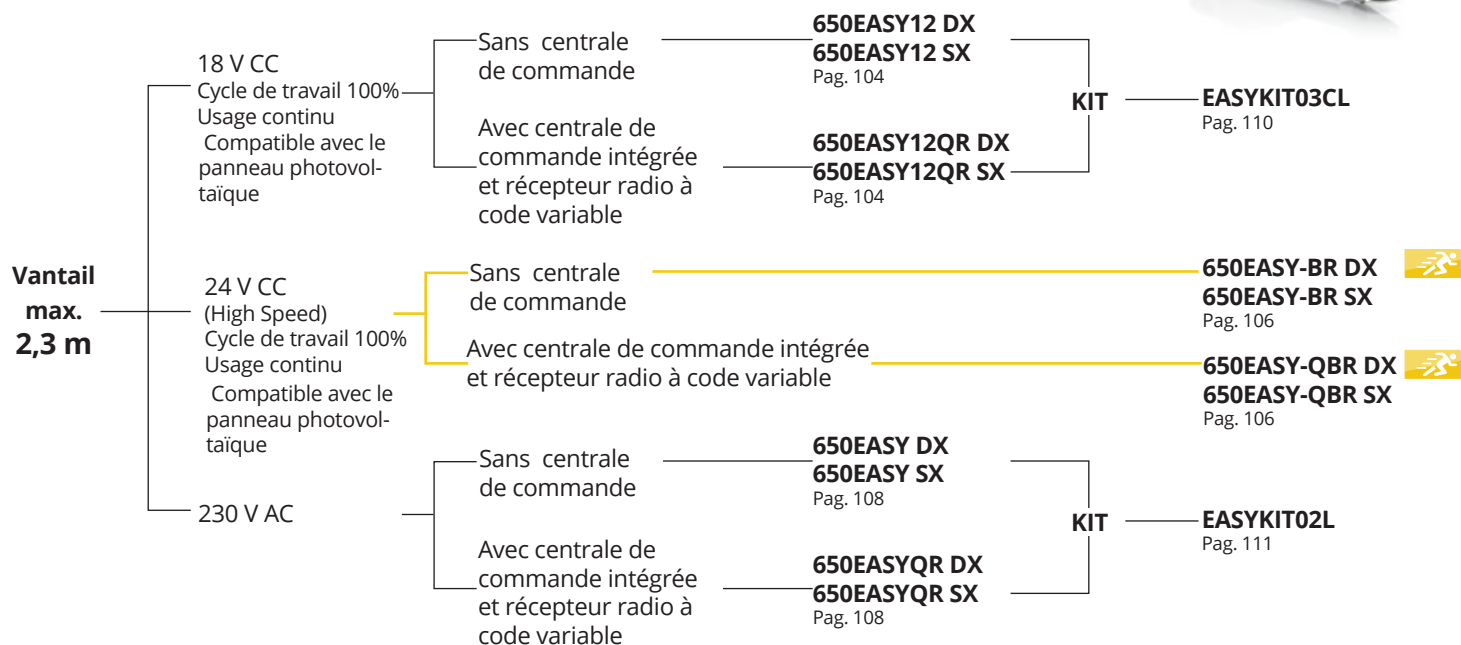 Vantail
max.
2,3 m
18 V CC
Cycle de travail 100%
Usage continu
Compatible avec le
panneau photovol-
taïque
Sans centrale
de commande
650EASY12 DX
650EASY12 SX
Pag. 104
Avec centrale de
commande intégrée
et récepteur radio à
code variable
650EASY12QR DX
650EASY12QR SX
Pag. 104
KIT
EASYKIT03CL
Pag. 110
24 V CC
(High Speed)
Cycle de travail 100%
Usage continu
Compatible avec le
panneau photovol-
taïque
Sans centrale
de commande
650EASY-BR DX
650EASY-BR SX
Pag. 106
Avec centrale de commande intégrée
et récepteur radio à code variable
650EASY-QBR DX
650EASY-QBR SX
Pag. 106
230 V AC
Sans centrale
de commande
650EASY DX
650EASY SX
Pag. 108
Avec centrale de
commande intégrée
et récepteur radio à
code variable
650EASYQR DX
650EASYQR SX
Pag. 108
KIT
EASYKIT02L
Pag. 111